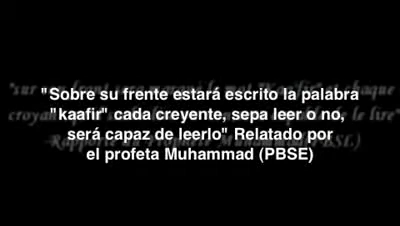 "Sobre su frente estará escrito la palabra
"kaafir" cada creyente, sepa leer o no,
será capaz de leerlo" Relatado por
el profeta Muhammad (PBSE)